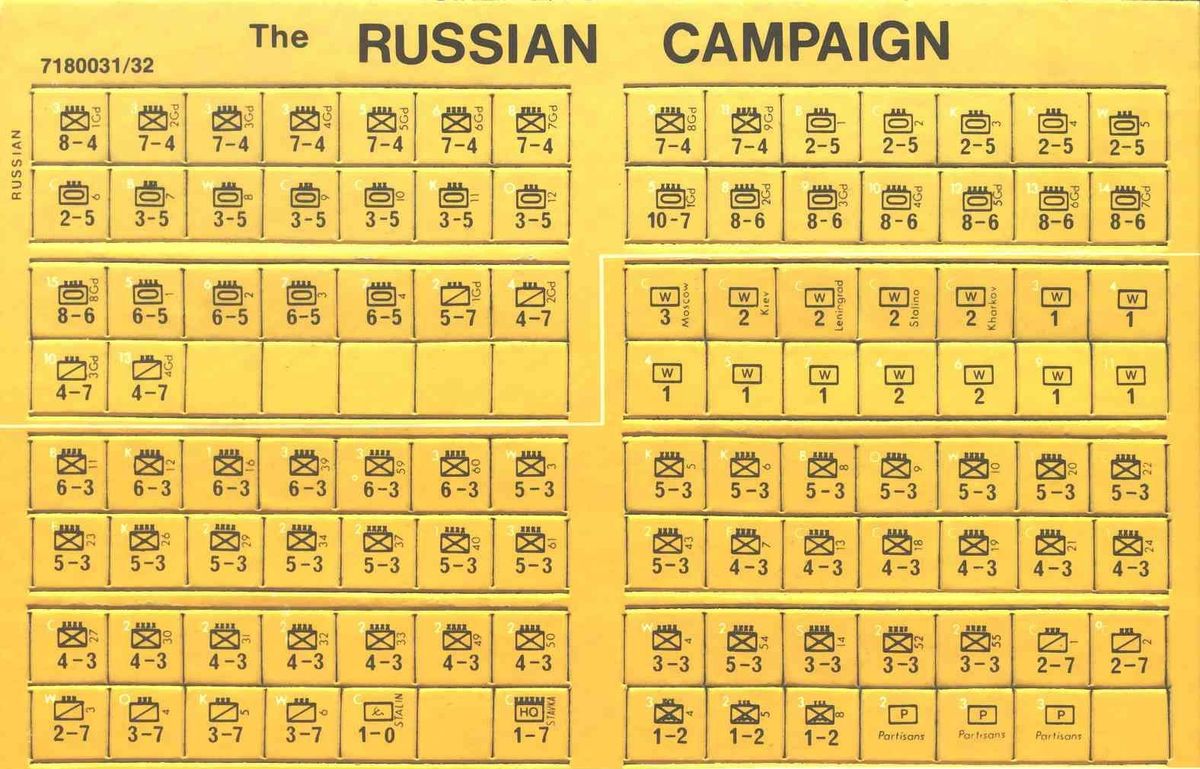 The RUSSIAN CAMPAIGN
7180031/32
RUSSIAN
1Gd 2Gd 3Gd 4Gd 5Gd 6Gd 7Gd 8Gd 9Gd 1 2 3 4 5
8-4 7-4 7-4 7-4 7-4 7-4 7-4 7-4 7-4 2-5 2-5 2-5 2-5 2-5
6 7 8 9 10 11 12 1Gd 2Gd 3Gd 4Gd 5Gd 6Gd 7Gd
2-5 3-5 3-5 3-5 3-5 3-5 3-5 10-7 8-6 8-6 8-6 8-6 8-6 8-6
8Gd 1 2 3 4 1Gd 2Gd W Moscow W Kiev W Leningrad W Stalino W Kharkov W W
8-6 6-5 6-5 6-5 6-5 5-7 4-7 3 2 2 2 2 1 1
3Gd 4Gd W W W W W W W
4-7 4-7 1 1 1 2 2 1 1
11 12 16 39 59 60 3 5 6 8 9 10 20 22
6-3 6-3 6-3 6-3 6-3 6-3 5-3 5-3 5-3 5-3 5-3 5-3 5-3 5-3
23 26 29 34 37 40 61 43 7 13 18 19 21 24
5-3 5-3 5-3 5-3 5-3 5-3 5-3 5-3 4-3 4-3 4-3 4-3 4-3 4-3
27 30 31 32 33 49 50 4 54 14 52 55 1 2
4-3 4-3 4-3 4-3 4-3 4-3 4-3 3-3 5-3 3-3 3-3 3-3 2-7 2-7
3 4 5 6 STALIN HQ STAVKA 4 5 8 P P P
2-7 3-7 3-7 3-7 1-0 1-7 1-2 1-2 1-2 Partisans Partisans Partisans